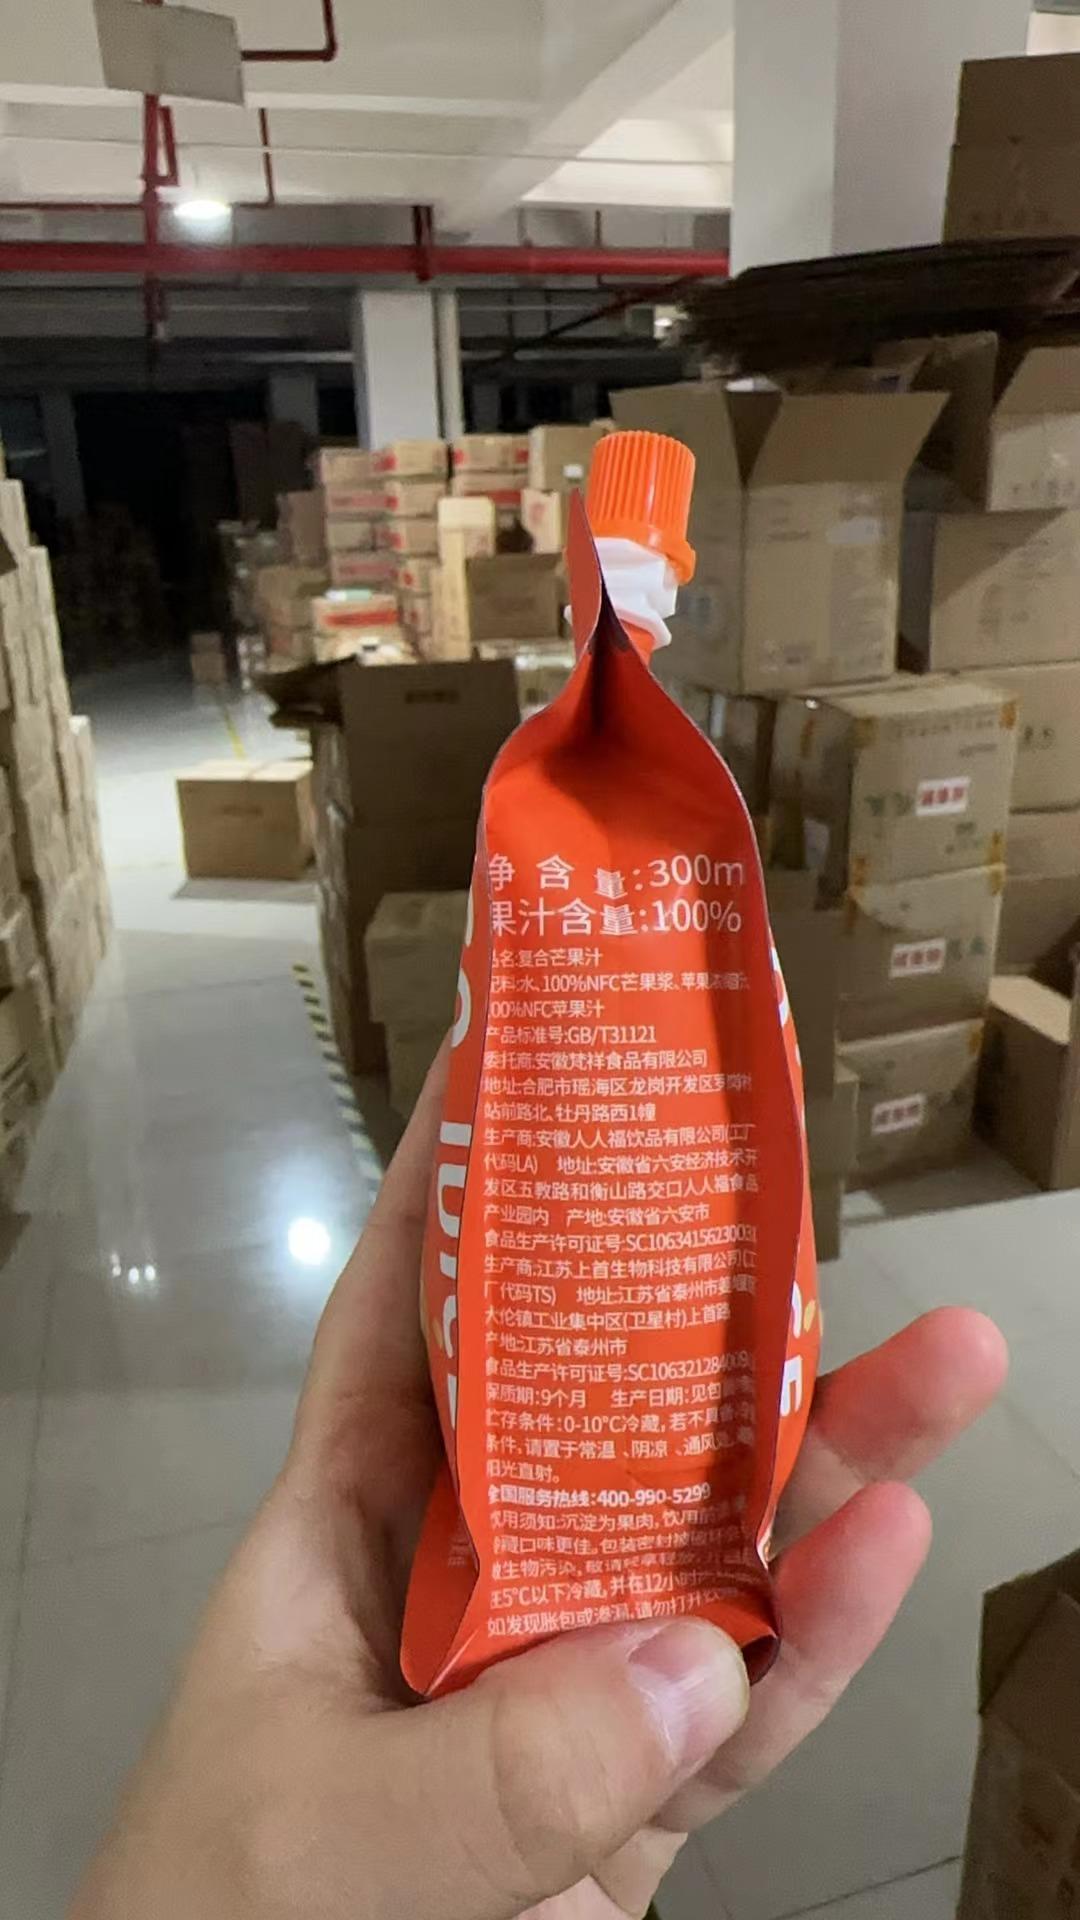 净 含 量:300m
果汁含量:100%
品名:复合芒果汁
配料:水、100%NFC芒果浆、苹果浓缩汁
100%NFC苹果汁
产品标准号:GB/T31121
委托商:安徽梵祥食品有限公司
地址:合肥市瑶海区龙岗开发区罗岗村
站前路北、牡丹路西1幢
生产商:安徽人人福饮品有限公司(工厂
代码LA) 地址:安徽省六安经济技术开
发区五教路和衡山路交口人人福食品
产业园内 产地:安徽省六安市
食品生产许可证号:SC1063415623003
生产商:江苏上首生物科技有限公司(工
厂代码TS) 地址:江苏省泰州市姜堰区
大伦镇工业集中区(卫星村)上首路
产地:江苏省泰州市
食品生产许可证号:SC106321284009
保质期:9个月 生产日期:见包
贮存条件:0-10°C冷藏,若不具备
条件,请置于常温、阴凉、通风处
阳光直射。
全国服务热线:400-990-5299
饮用须知:沉淀为果肉,饮用前
冷藏口味更佳。包装密封被破坏
微生物污染,敬请轻拿轻放,开
在5°C以下冷藏,并在12小时
如发现胀包或渗漏,请勿打开饮